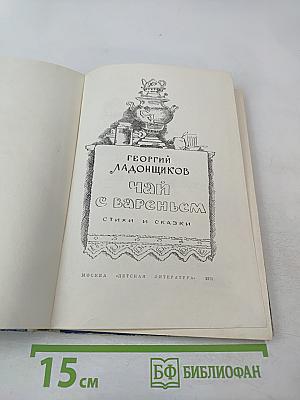 ГЕОРГИЙ
ЛАДОНЩИКОВ
ЧАЙ
С ВАРЕНЬЕМ
СТИХИ И СКАЗКИ
МОСКВА «ДЕТСКАЯ ЛИТЕРАТУРА»
15 см
БФ БИБЛИОФАН